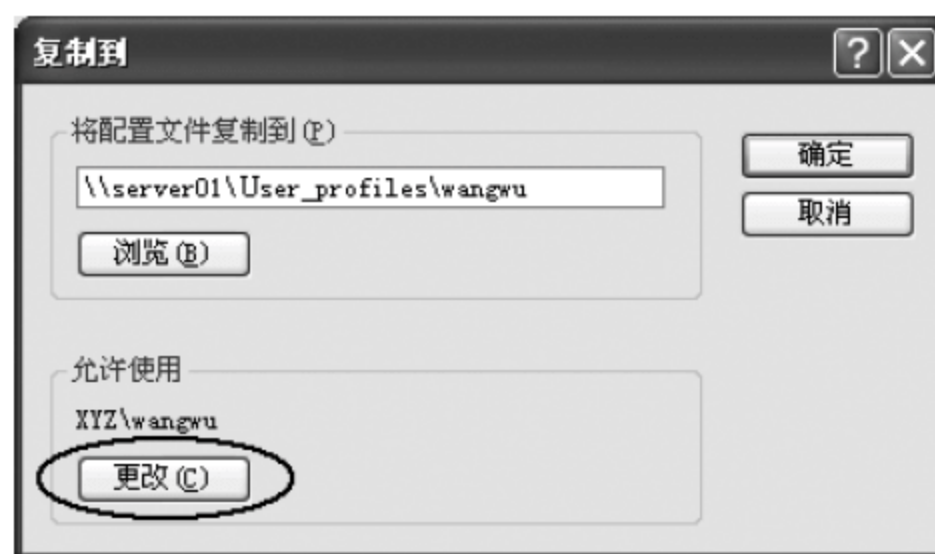 复制到
将配置文件复制到(P)
\\server01\User_profiles\wangwu
浏览(B)
确定
取消
允许使用
XYZ\wangwu
更改(C)